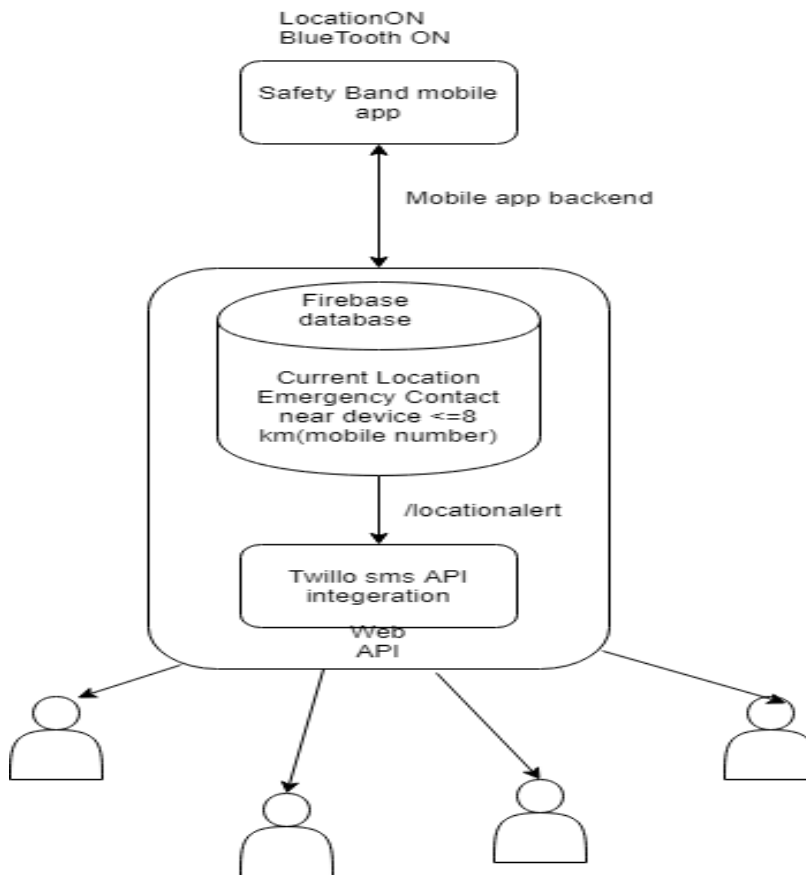 LocationON
BlueTooth ON
Safety Band mobile
app
Mobile app backend
Firebase
database
Current Location
Emergency Contact
near device <=8
km(mobile number)
/locationalert
Twillo sms API
integeration
Web
API